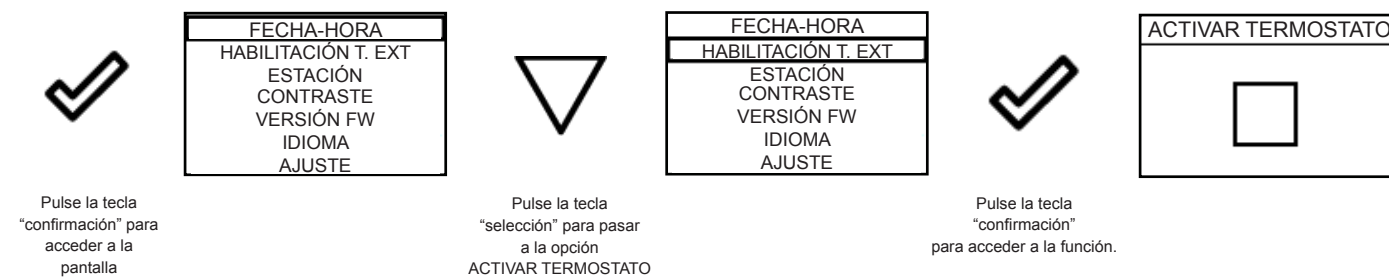 FECHA-HORA
HABILITACIÓN T. EXT
ESTACIÓN
CONTRASTE
VERSIÓN FW
IDIOMA
AJUSTE
FECHA-HORA
HABILITACIÓN T. EXT
ESTACIÓN
CONTRASTE
VERSIÓN FW
IDIOMA
AJUSTE
ACTIVAR TERMOSTATO
Pulse la tecla
“confirmación” para
acceder a la
pantalla
Pulse la tecla
“selección” para pasar
a la opción
ACTIVAR TERMOSTATO
Pulse la tecla
“confirmación”
para acceder a la función.